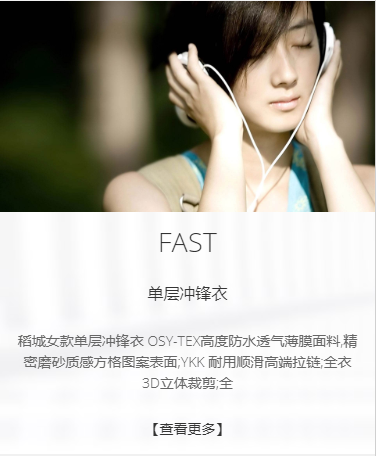 FAST
单层冲锋衣
稻城女款单层冲锋衣 OSY-TEX高度防水透气薄膜面料,精
密磨砂质感方格图案表面;YKK 耐用顺滑高端拉链;全衣
3D立体裁剪;全
【查看更多】